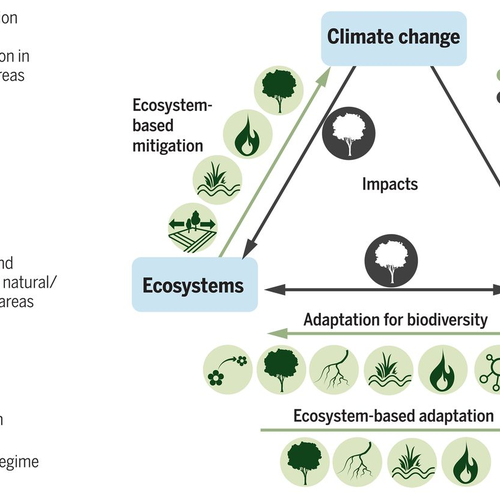 on
on in
reas
nd
natural/
areas
n
egime
Climate change
Ecosystem-
based
mitigation
Impacts
Ecosystems
Adaptation for biodiversity
Ecosystem-based adaptation